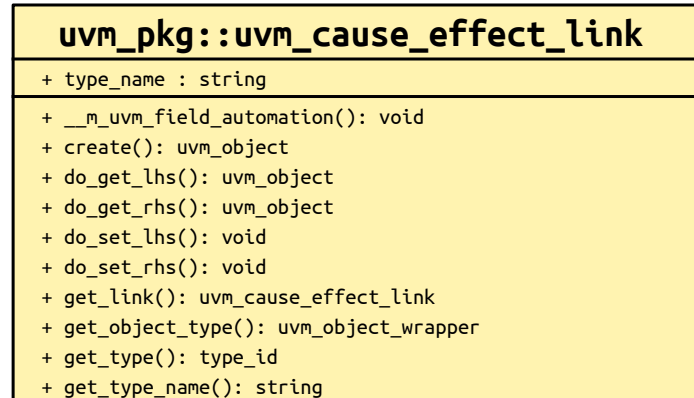 uvm_pkg::uvm_cause_effect_link
+ type_name : string
+ __m_uvm_field_automation(): void
+ create(): uvm_object
+ do_get_lhs(): uvm_object
+ do_get_rhs(): uvm_object
+ do_set_lhs(): void
+ do_set_rhs(): void
+ get_link(): uvm_cause_effect_link
+ get_object_type(): uvm_object_wrapper
+ get_type(): type_id
+ get_type_name(): string